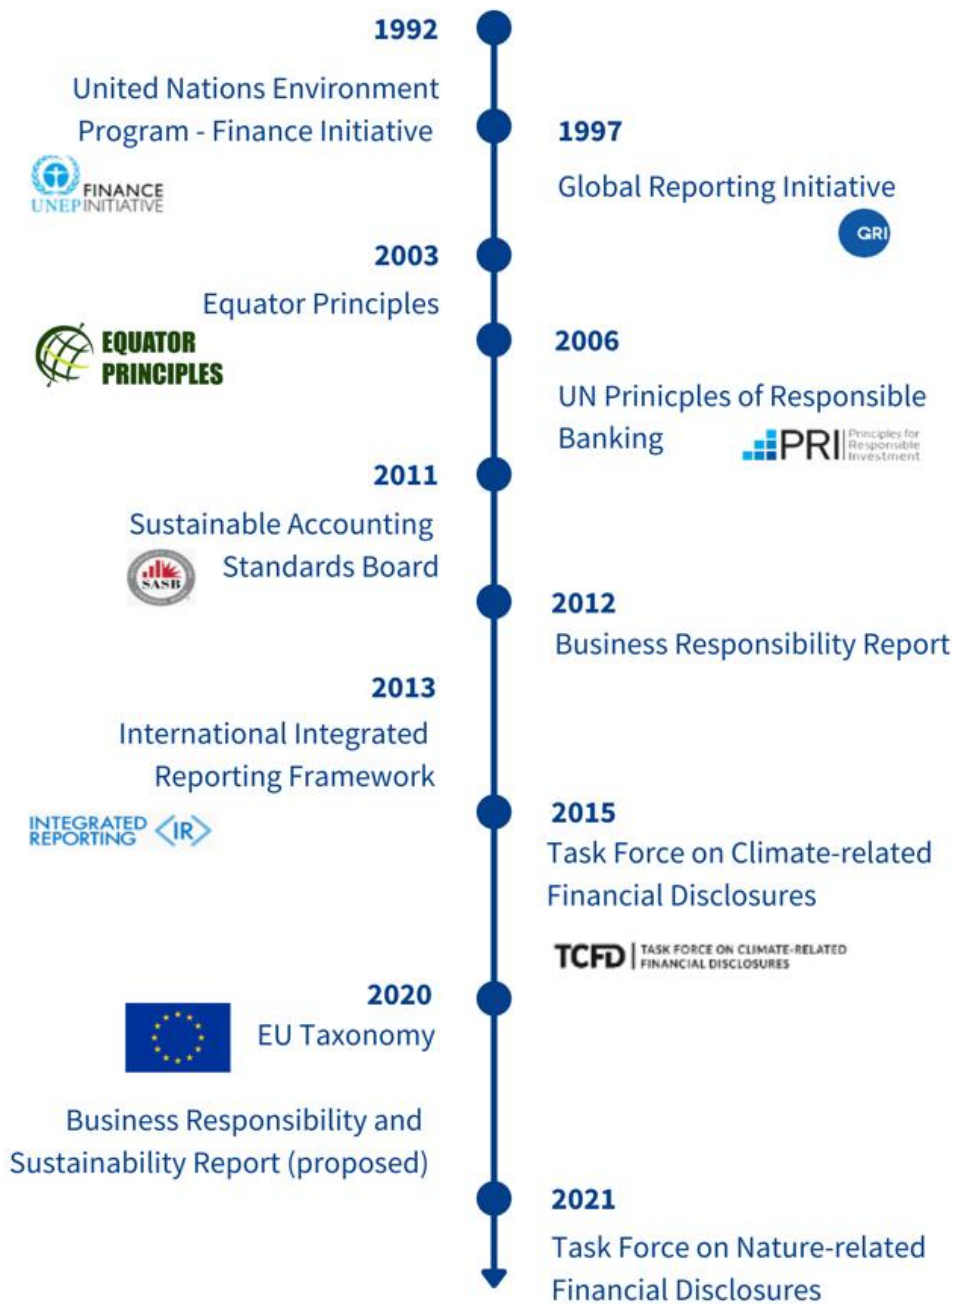 1992
United Nations Environment
Program - Finance Initiative
FINANCE
UNEP INITIATIVE
1997
Global Reporting Initiative
GRI
2003
Equator Principles
EQUATOR
PRINCIPLES
2006
UN Prinicples of Responsible
Banking
PRI
Principles for
Responsible
Investment
2011
Sustainable Accounting
Standards Board
SASB
2012
Business Responsibility Report
2013
International Integrated
Reporting Framework
INTEGRATED
REPORTING
<IR>
2015
Task Force on Climate-related
Financial Disclosures
TCFD
TASK FORCE ON CLIMATE-RELATED
FINANCIAL DISCLOSURES
2020
EU Taxonomy
Business Responsibility and
Sustainability Report (proposed)
2021
Task Force on Nature-related
Financial Disclosures